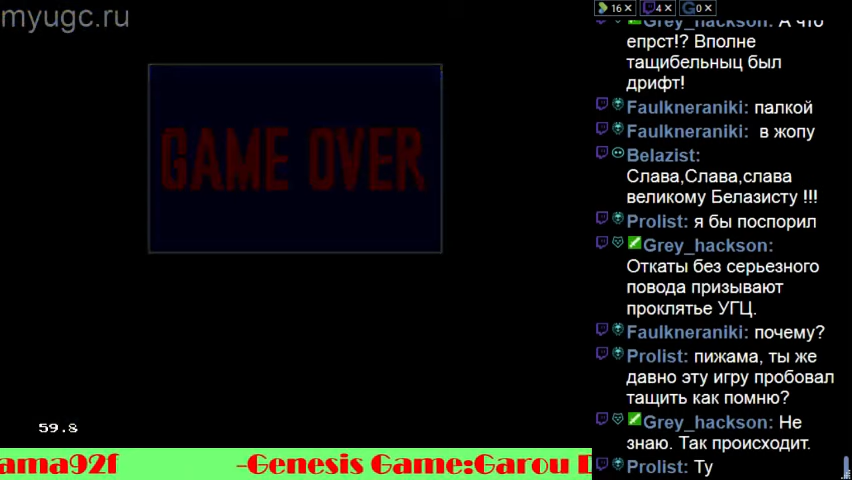 myugc.ru
GAME OVER
59.8
ama92f -Genesis Game:Garou
16 × 4 × 0 ×
Grey_hackson: А что
епрст!? Вполне
тащибельныц был
дрифт!
Faulkneraniki: палкой
Faulkneraniki: в жопу
Belazist:
Слава,Слава,слава
великому Белазисту !!!
Prolist: я бы поспорил
Grey_hackson:
Откаты без серьезного
повода призывают
проклятье УГЦ.
Faulkneraniki: почему?
Prolist: пижама, ты же
давно эту игру пробовал
тащить как помню?
Grey_hackson: Не
знаю. Так происходит.
Prolist: Ту